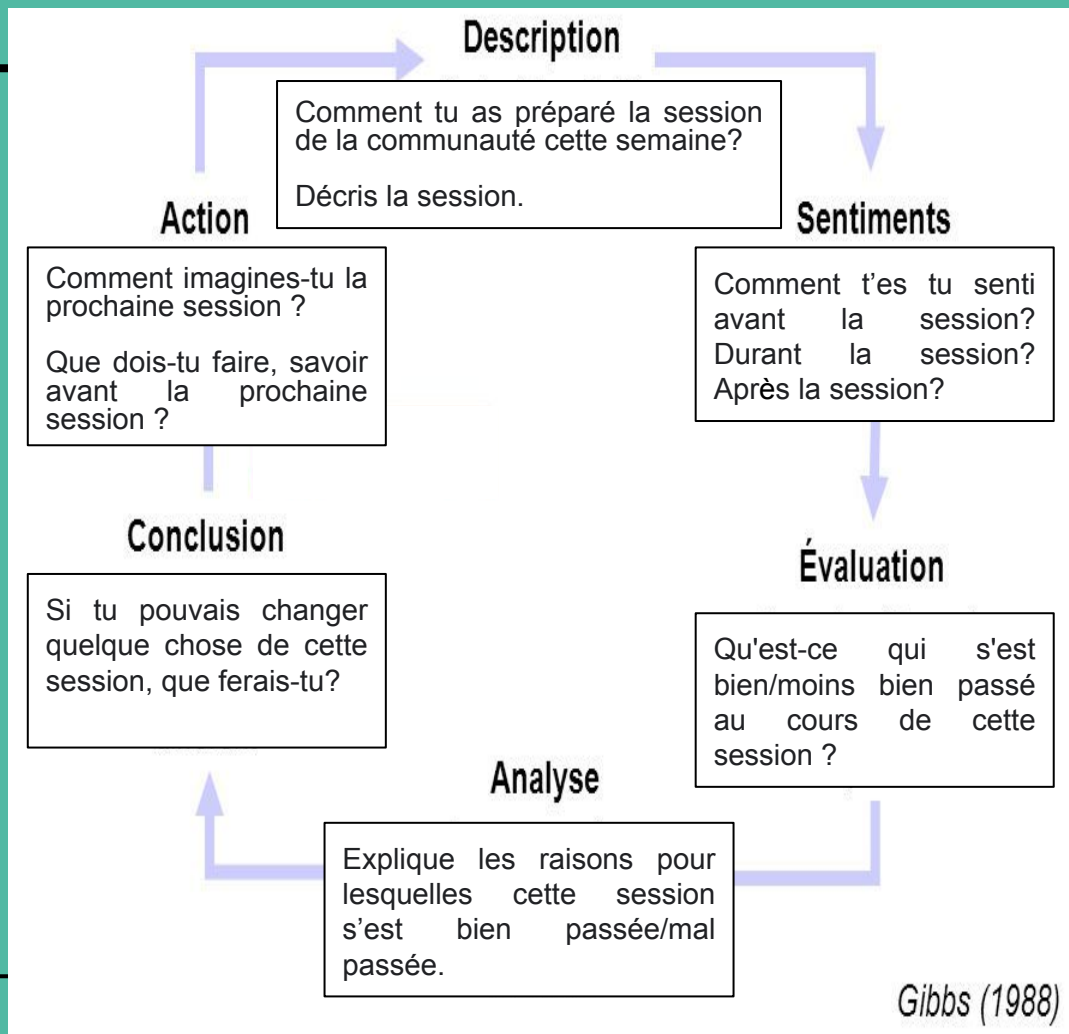 Description
Comment tu as préparé la session
de la communauté cette semaine?
Décris la session.
Sentiments
Comment t’es tu senti
avant la session?
Durant la session?
Après la session?
Évaluation
Qu'est-ce qui s'est
bien/moins bien passé
au cours de cette
session ?
Analyse
Explique les raisons pour
lesquelles cette session
s’est bien passée/mal
passée.
Conclusion
Si tu pouvais changer
quelque chose de cette
session, que ferais-tu?
Action
Comment imagines-tu la
prochaine session ?
Que dois-tu faire, savoir
avant la prochaine
session ?
Gibbs (1988)